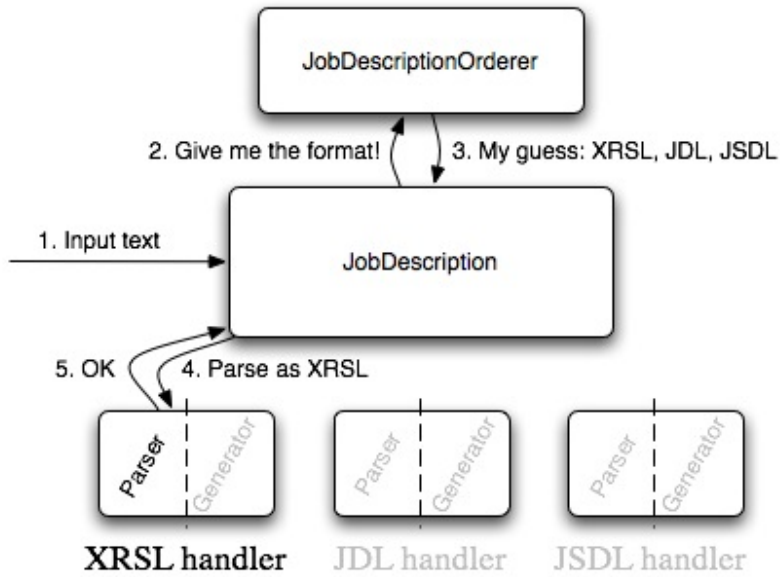 JobDescriptionOrderer
2. Give me the format!
3. My guess: XRSL, JDL, JSDL
1. Input text
JobDescription
5. OK
4. Parse as XRSL
Parser
Generator
Parser
Generator
Parser
Generator
XRSL handler
JDL handler
JSDL handler